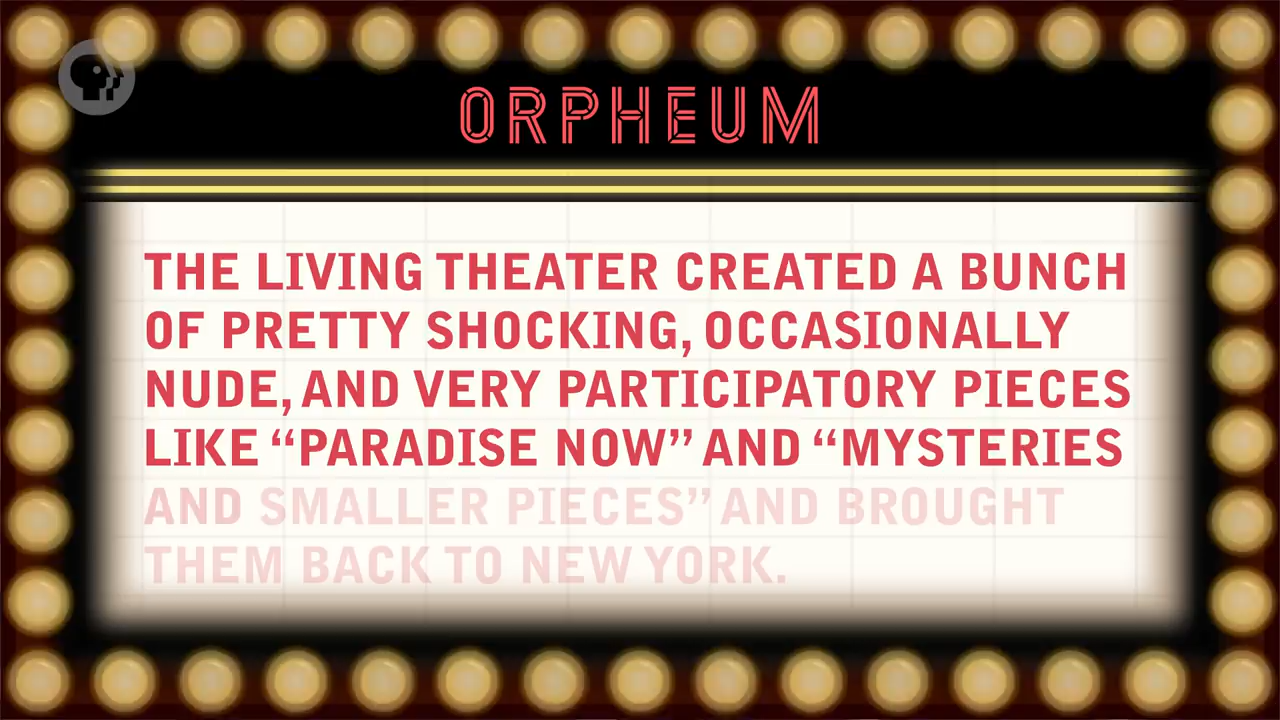 ORPHEUM
THE LIVING THEATER CREATED A BUNCH
OF PRETTY SHOCKING, OCCASIONALLY
NUDE, AND VERY PARTICIPATORY PIECES
LIKE “PARADISE NOW” AND “MYSTERIES
AND SMALLER PIECES” AND BROUGHT
THEM BACK TO NEW YORK.